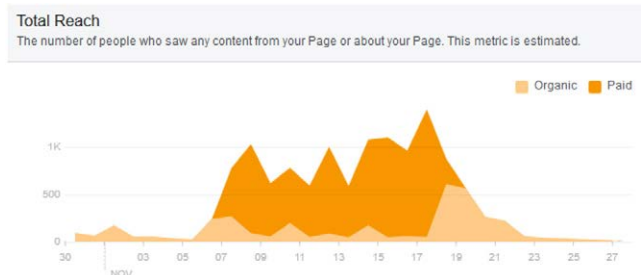 Total Reach
The number of people who saw any content from your Page or about your Page. This metric is estimated.
Organic Paid
1K
500
0
30 03 05 07 09 11 13 15 17 19 21 23 25 27
NOV